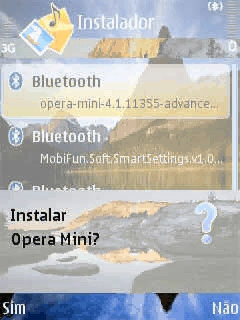 Instalador
3G
Bluetooth
opera-mini-4.1.11355-advance...
Bluetooth
MobiFun.Soft.SmartSettings.v1,0...
Bluetooth
Instalar
Opera Mini?
Sim
Não